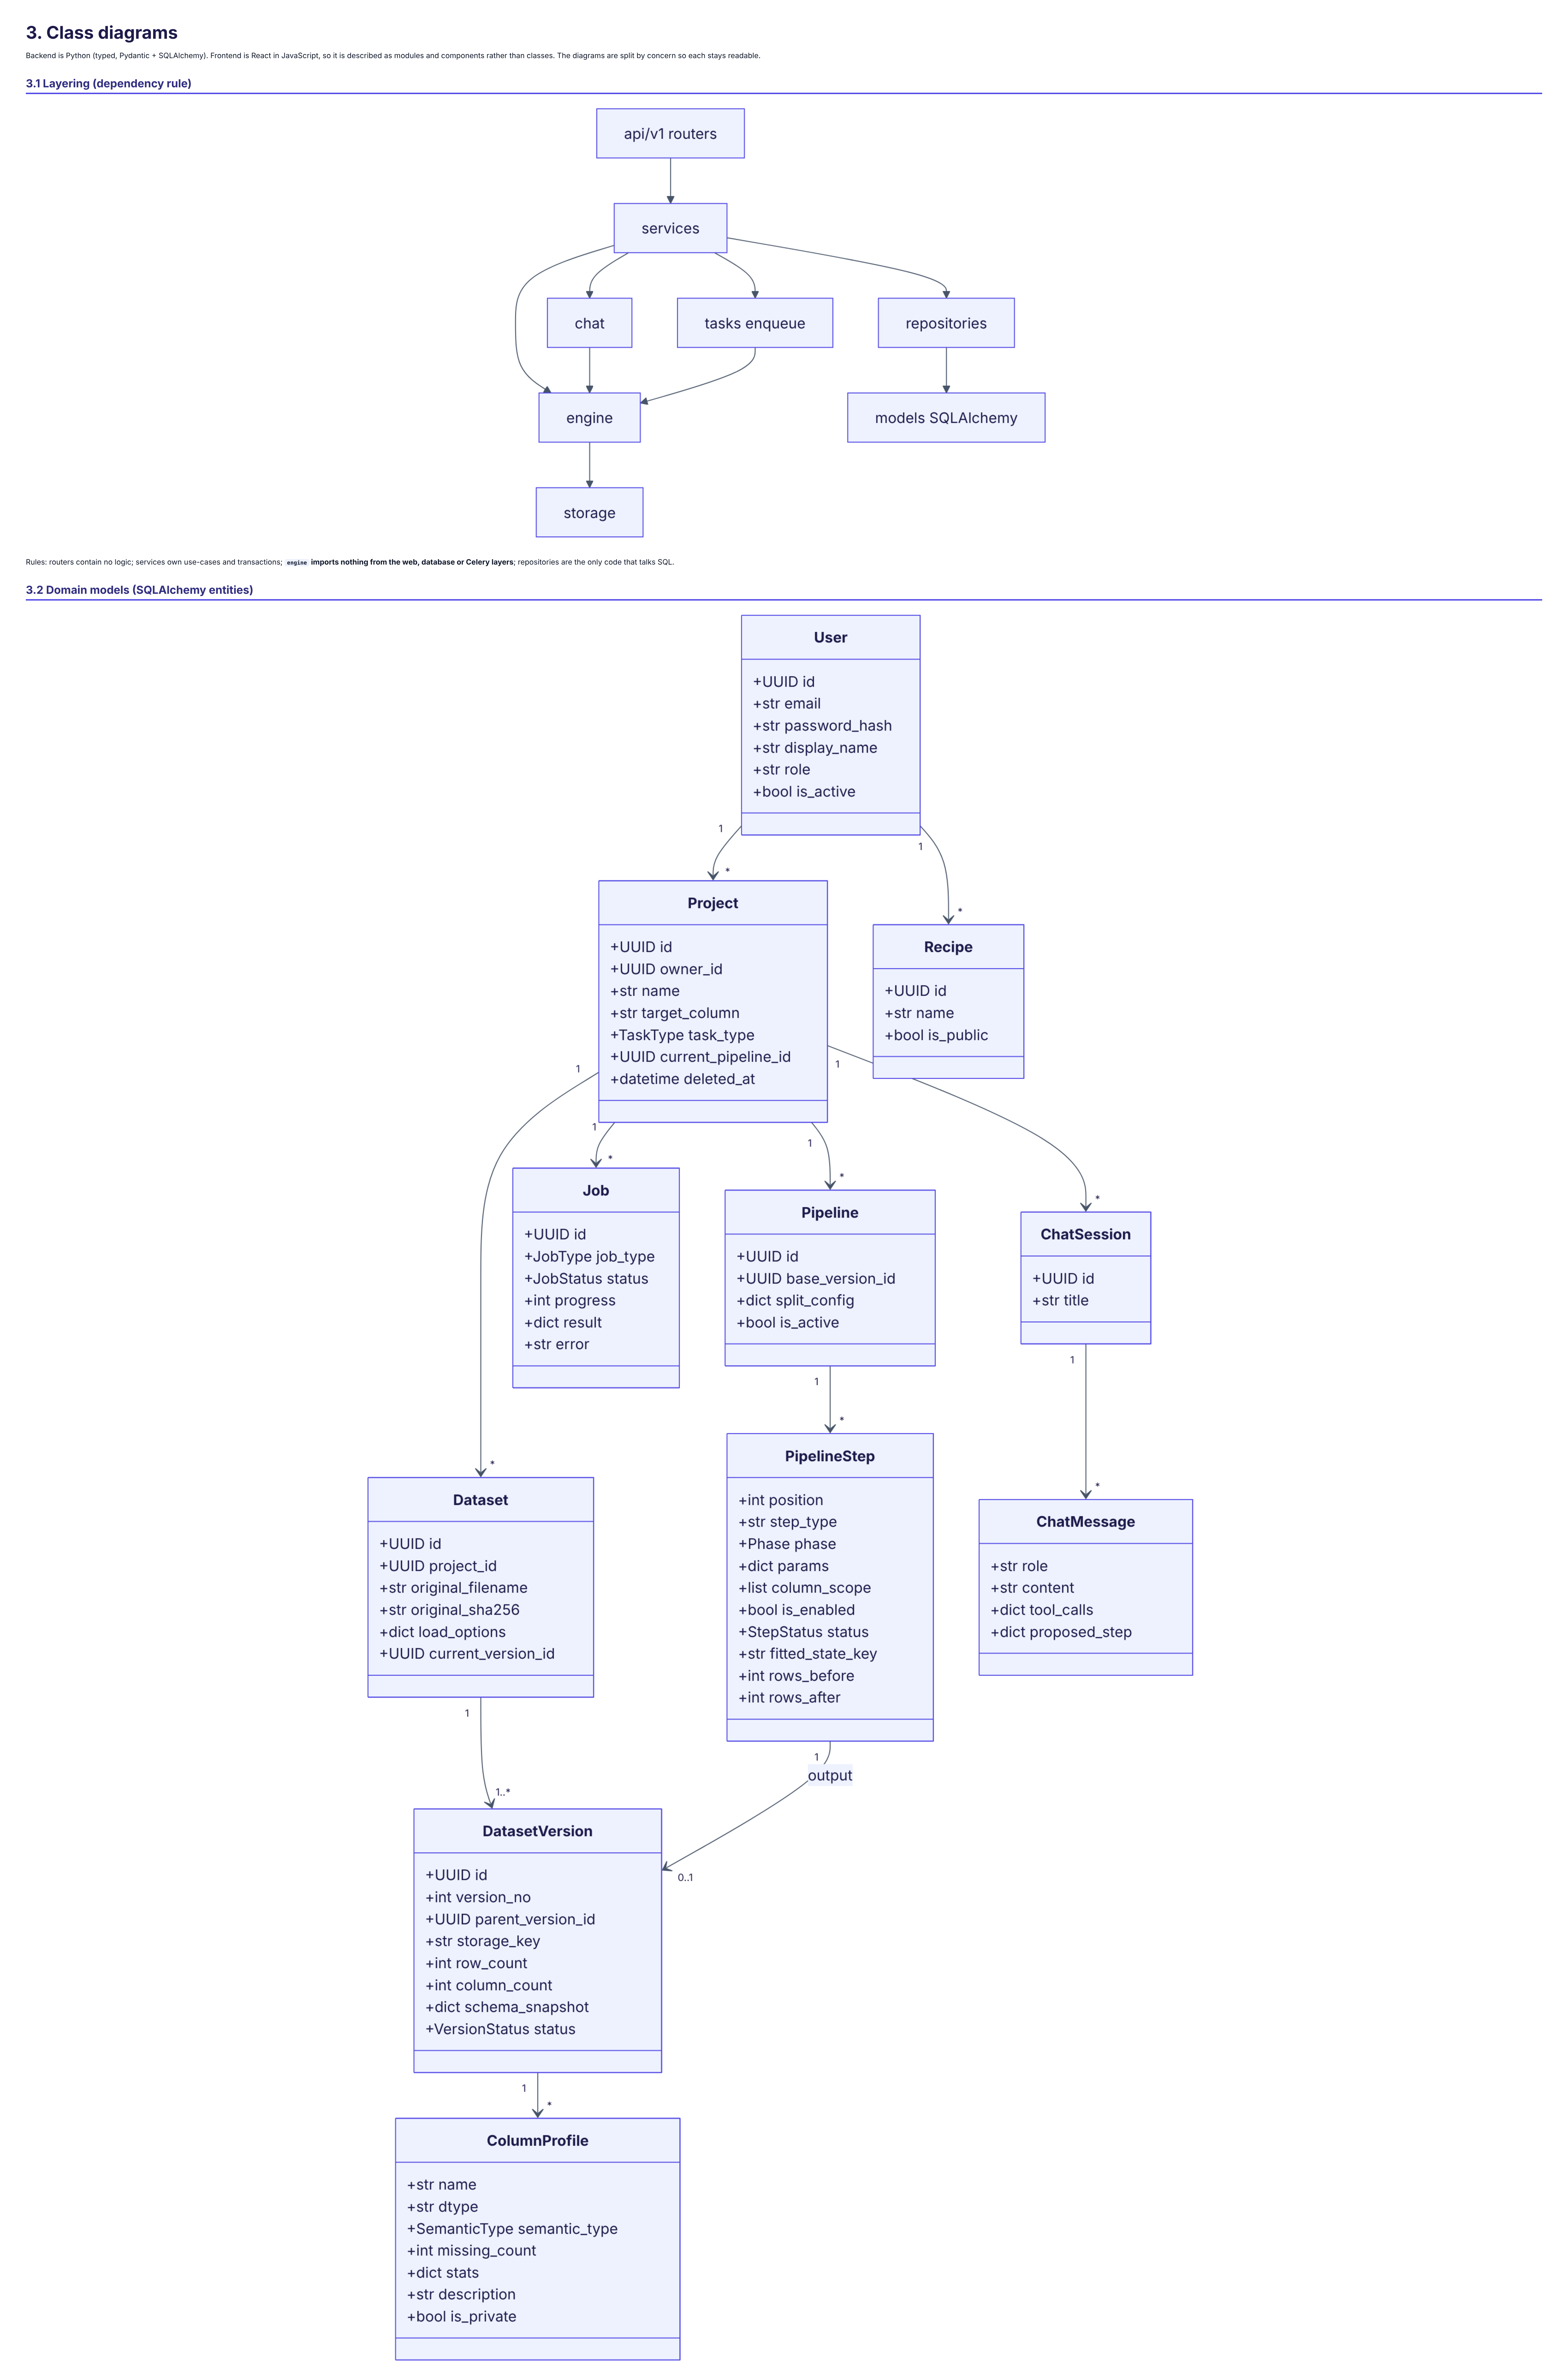 3. Class diagrams
Backend is Python (typed, Pydantic + SQLAlchemy). Frontend is React in JavaScript, so it is described as modules and components rather than classes. The diagrams are split by concern so each stays readable.
3.1 Layering (dependency rule)
api/v1 routers
services
chat
tasks enqueue
repositories
engine
models SQLAlchemy
storage
Rules: routers contain no logic; services own use-cases and transactions; engine imports nothing from the web, database or Celery layers; repositories are the only code that talks SQL.
3.2 Domain models (SQLAlchemy entities)
User
+UUID id
+str email
+str password_hash
+str display_name
+str role
+bool is_active
1
1
*
*
Project
+UUID id
+UUID owner_id
+str name
+str target_column
+TaskType task_type
+UUID current_pipeline_id
+datetime deleted_at
Recipe
+UUID id
+str name
+bool is_public
1
1
1
1
*
*
*
*
Job
+UUID id
+JobType job_type
+JobStatus status
+int progress
+dict result
+str error
Pipeline
+UUID id
+UUID base_version_id
+dict split_config
+bool is_active
ChatSession
+UUID id
+str title
1
1
*
*
Dataset
+UUID id
+UUID project_id
+str original_filename
+str original_sha256
+dict load_options
+UUID current_version_id
PipelineStep
+int position
+str step_type
+Phase phase
+dict params
+list column_scope
+bool is_enabled
+StepStatus status
+str fitted_state_key
+int rows_before
+int rows_after
ChatMessage
+str role
+str content
+dict tool_calls
+dict proposed_step
1
1
output
1..*
0..1
DatasetVersion
+UUID id
+int version_no
+UUID parent_version_id
+str storage_key
+int row_count
+int column_count
+dict schema_snapshot
+VersionStatus status
1
*
ColumnProfile
+str name
+str dtype
+SemanticType semantic_type
+int missing_count
+dict stats
+str description
+bool is_private